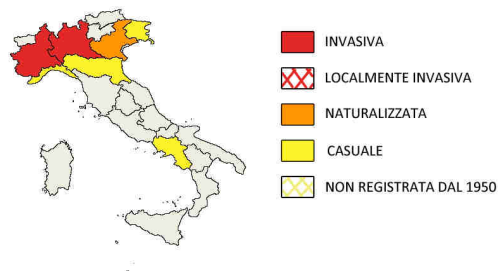 INVASIVA
LOCALMENTE INVASIVA
NATURALIZZATA
CASUALE
NON REGISTRATA DAL 1950